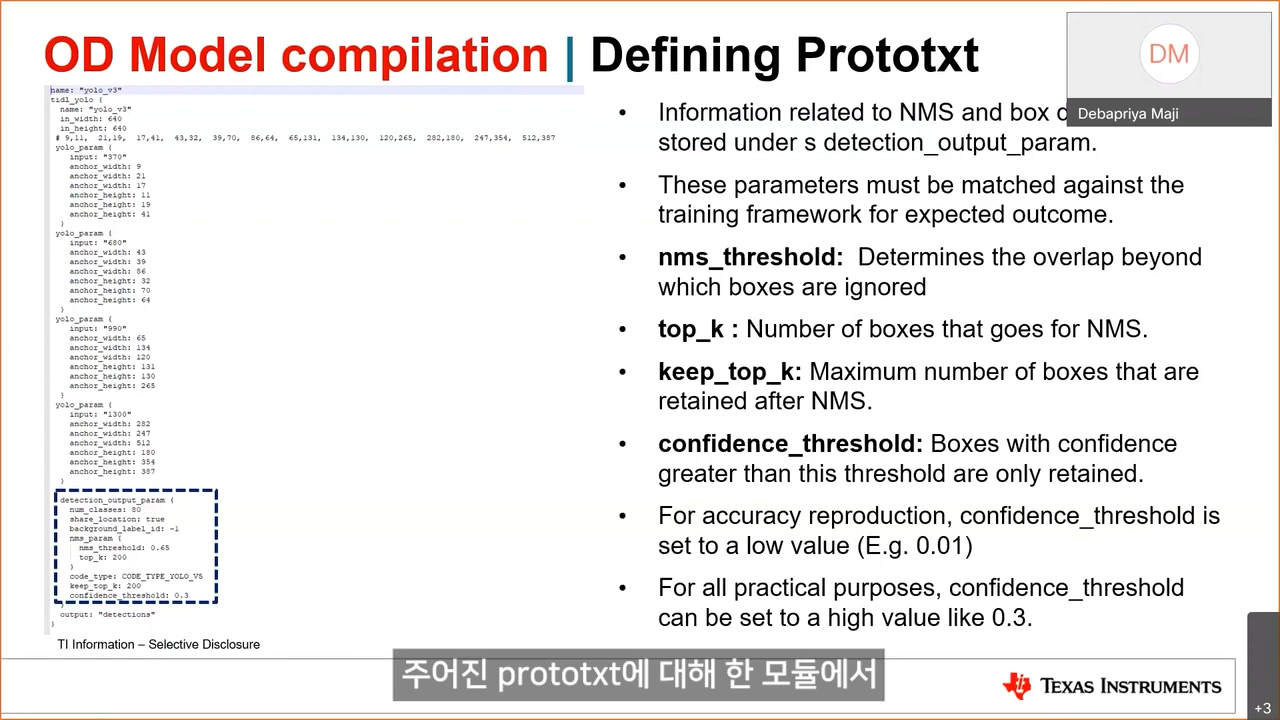 OD Model compilation | Defining Prototxt
DM
Debapriya Maji
name: "yolo_v3"
tidl_yolo {
name: "yolo_v3"
in_width: 640
in_height: 640
# 9,11, 21,19, 17,41, 43,32, 39,70, 86,64, 65,131, 134,130, 120,265, 282,180, 247,354, 512,387
yolo_param {
input: "370"
anchor_width: 9
anchor_width: 21
anchor_width: 17
anchor_height: 11
anchor_height: 19
anchor_height: 41
}
yolo_param {
input: "680"
anchor_width: 43
anchor_width: 39
anchor_width: 86
anchor_height: 32
anchor_height: 70
anchor_height: 64
}
yolo_param {
input: "990"
anchor_width: 65
anchor_width: 134
anchor_width: 120
anchor_height: 131
anchor_height: 130
anchor_height: 265
}
yolo_param {
input: "1300"
anchor_width: 282
anchor_width: 247
anchor_width: 512
anchor_height: 180
anchor_height: 354
anchor_height: 387
}
detection_output_param {
num_classes: 80
share_location: true
background_label_id: -1
nms_param {
nms_threshold: 0.65
top_k: 200
}
code_type: CODE_TYPE_YOLO_V5
keep_top_k: 200
confidence_threshold: 0.3
}
output: "detections"
}
• Information related to NMS and box
stored under s detection_output_param.
• These parameters must be matched against the
training framework for expected outcome.
• nms_threshold: Determines the overlap beyond
which boxes are ignored
• top_k : Number of boxes that goes for NMS.
• keep_top_k: Maximum number of boxes that are
retained after NMS.
• confidence_threshold: Boxes with confidence
greater than this threshold are only retained.
• For accuracy reproduction, confidence_threshold is
set to a low value (E.g. 0.01)
• For all practical purposes, confidence_threshold
can be set to a high value like 0.3.
TI Information – Selective Disclosure
주어진 prototxt에 대해 한 모듈에서
TEXAS INSTRUMENTS
+3